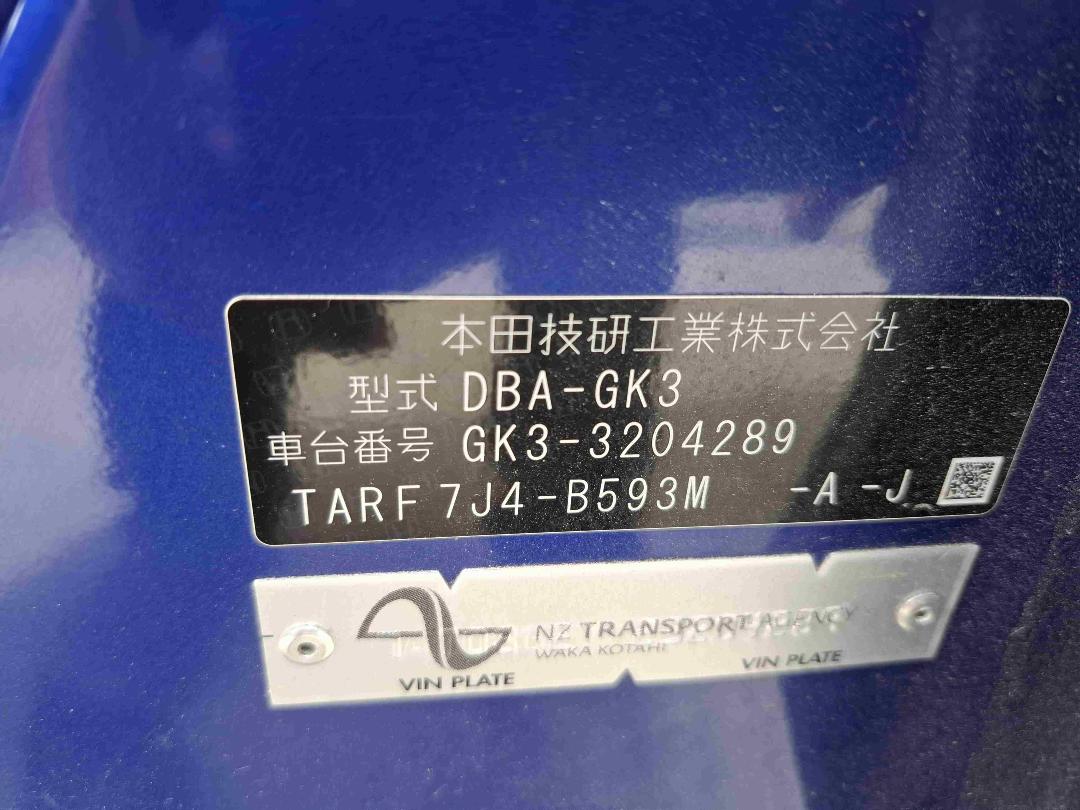 本田技研工業株式会社
型式 DBA-GK3
車台番号 GK3-3204289
TARF 7J4-B593M -A -J
NZ TRANSPORT AGENCY
WAKA KOTAHI
VIN PLATE VIN PLATE